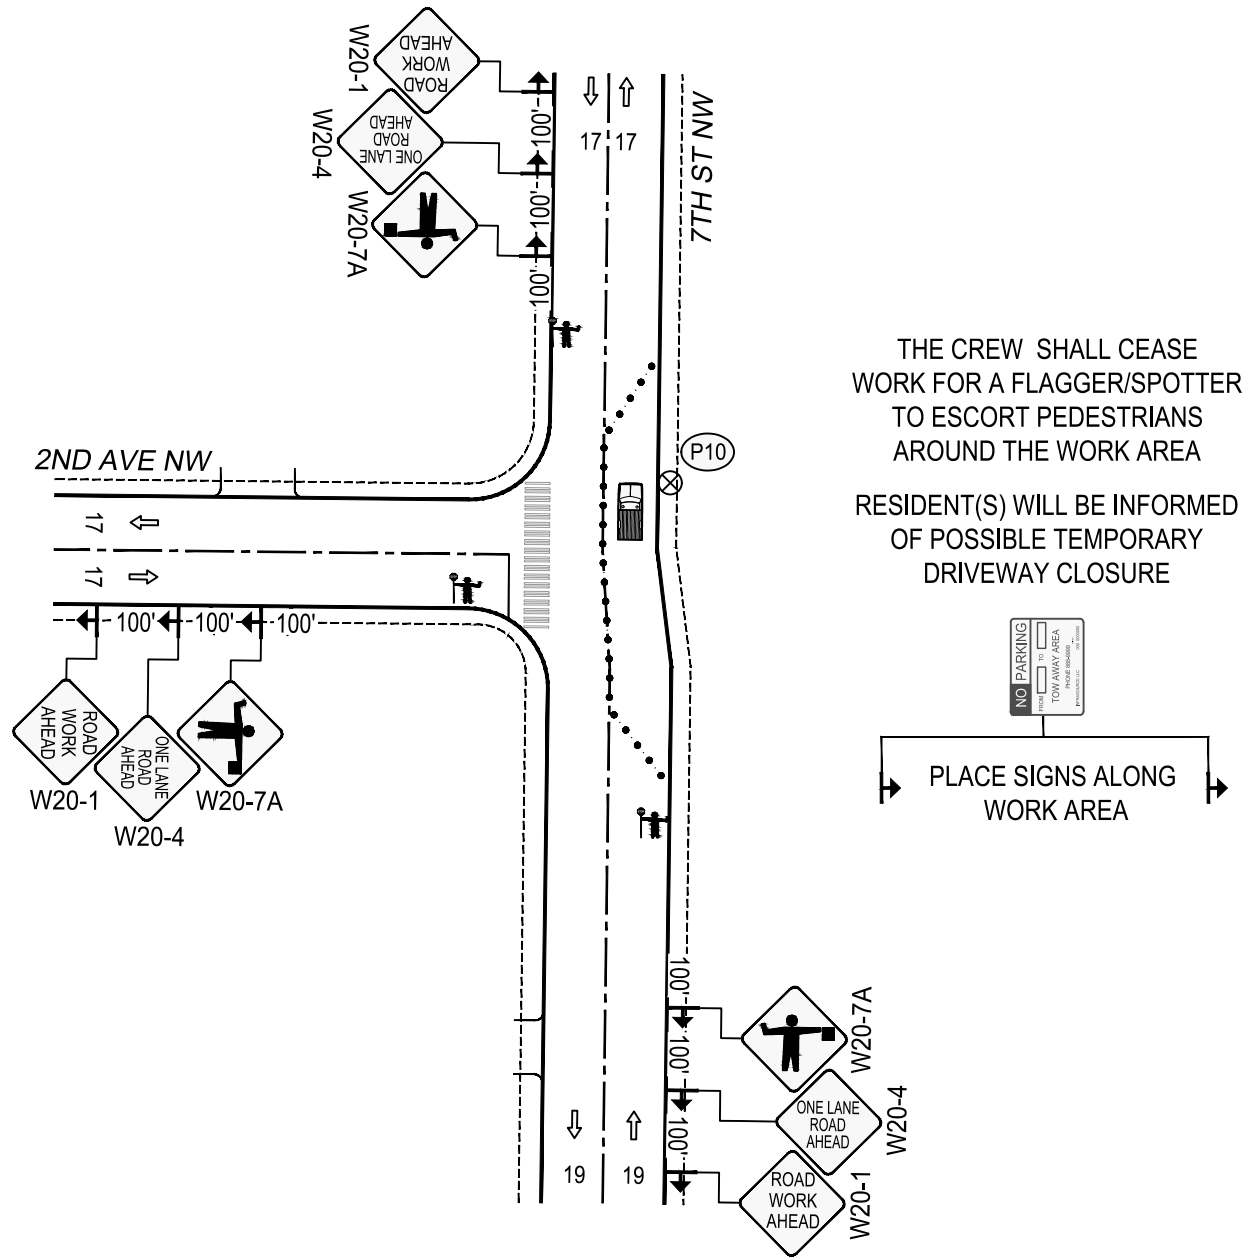 ROAD
WORK
AHEAD
W20-1
ONE LANE
ROAD
AHEAD
W20-4
W20-7A
100'
100'
100'
17
17
7TH ST NW
THE CREW SHALL CEASE
WORK FOR A FLAGGER/SPOTTER
TO ESCORT PEDESTRIANS
AROUND THE WORK AREA
P10
2ND AVE NW
RESIDENT(S) WILL BE INFORMED
OF POSSIBLE TEMPORARY
DRIVEWAY CLOSURE
17
17
100'
100'
100'
ROAD
WORK
AHEAD
W20-1
ONE LANE
ROAD
AHEAD
W20-4
W20-7A
NO PARKING
FROM TO
TOW AWAY AREA
PLACE SIGNS ALONG
WORK AREA
100'
100'
100'
W20-7A
ONE LANE
ROAD
AHEAD
W20-4
ROAD
WORK
AHEAD
W20-1
19
19